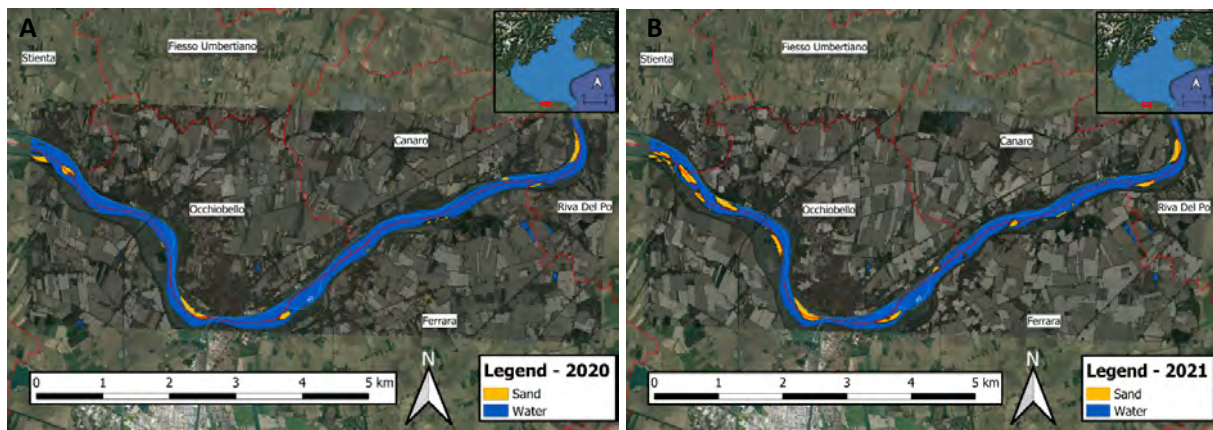 A
Fiesso Umbertiano
Stienta
Canaro
Occhiobello
Riva Del Po
Ferrara
N
0 1 2 3 4 5 km
Legend - 2020
Sand
Water
B
Fiesso Umbertiano
Stienta
Canaro
Occhiobello
Riva Del Po
Ferrara
N
0 1 2 3 4 5 km
Legend - 2021
Sand
Water